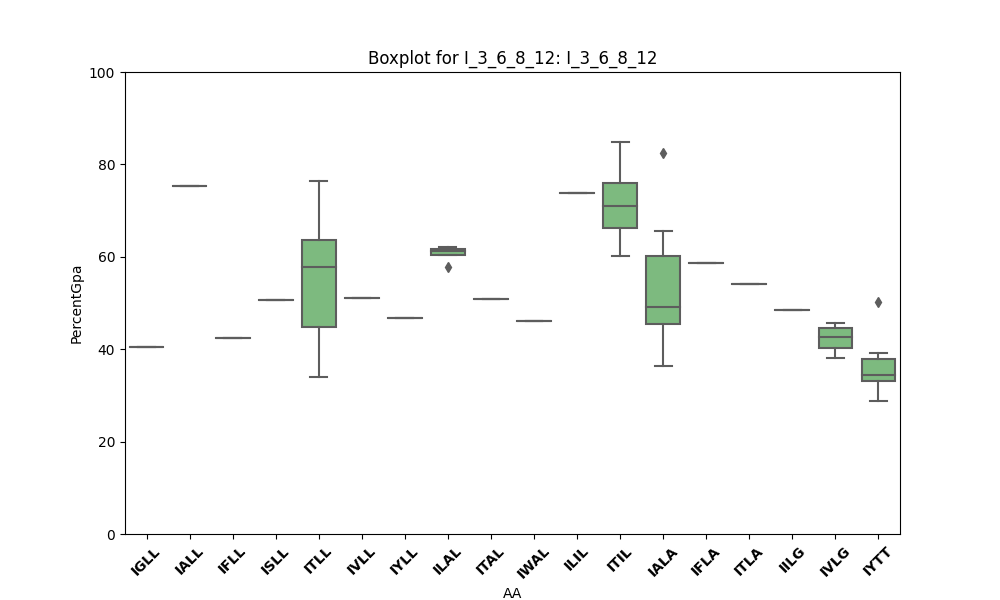 Boxplot for I_3_6_8_12: I_3_6_8_12
PercentGpa
100
80
60
40
20
0
IGLL
IALL
IFLL
ISLL
ITLL
IVLL
IYLL
ILAL
ITAL
IWAL
ILIL
ITIL
IALA
IFLA
ITLA
IILG
IVLG
IYTT
AA